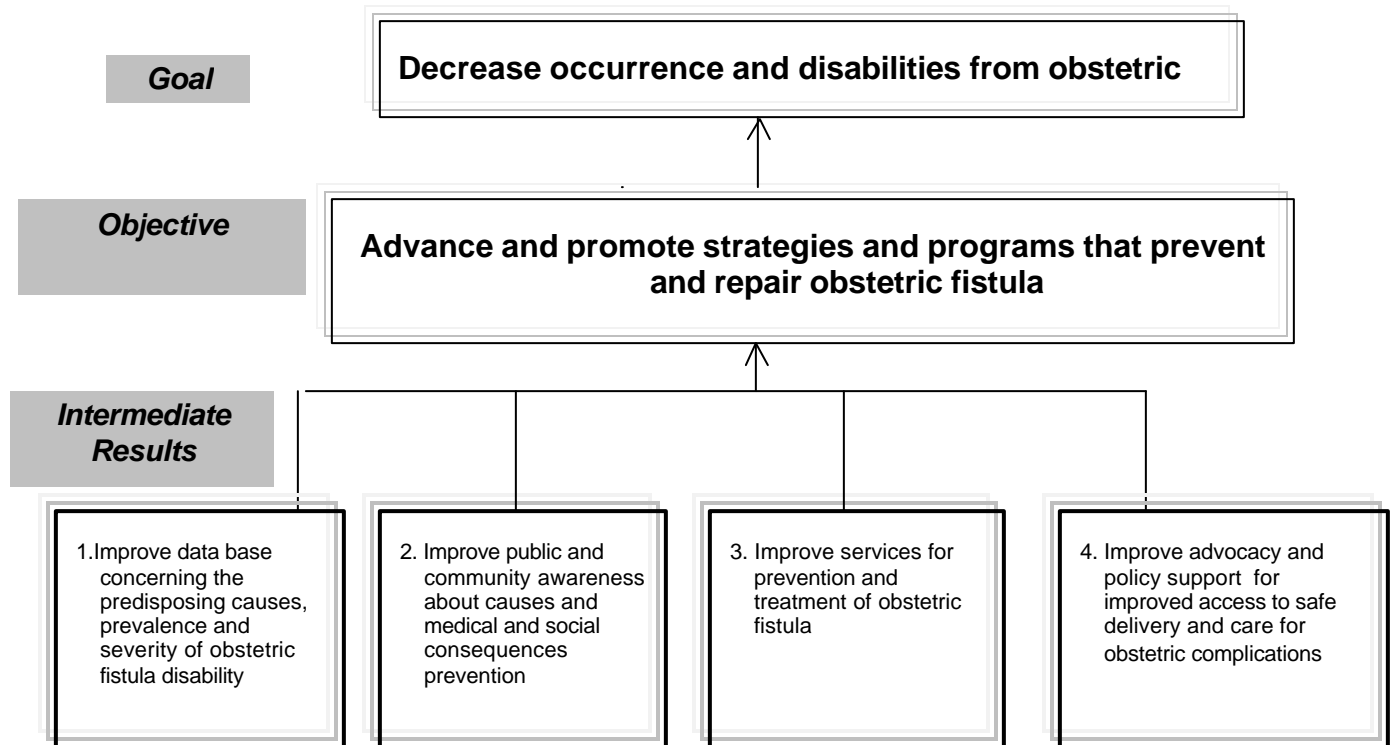 Goal
Decrease occurrence and disabilities from obstetric
Objective
Advance and promote strategies and programs that prevent
and repair obstetric fistula
Intermediate
Results
1.Improve data base
concerning the
predisposing causes,
prevalence and
severity of obstetric
fistula disability
2. Improve public and
community awareness
about causes and
medical and social
consequences
prevention
3. Improve services for
prevention and
treatment of obstetric
fistula
4. Improve advocacy and
policy support for
improved access to safe
delivery and care for
obstetric complications